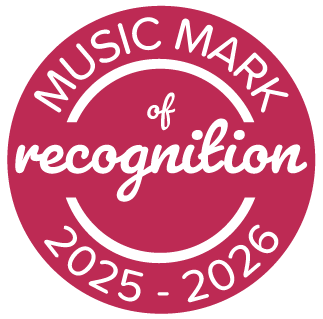 MUSIC MARK
of
recognition
2025 - 2026